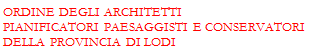 ORDINE DEGLI ARCHITETTI
PIANIFICATORI PAESAGGISTI E CONSERVATORI
DELLA PROVINCIA DI LODI